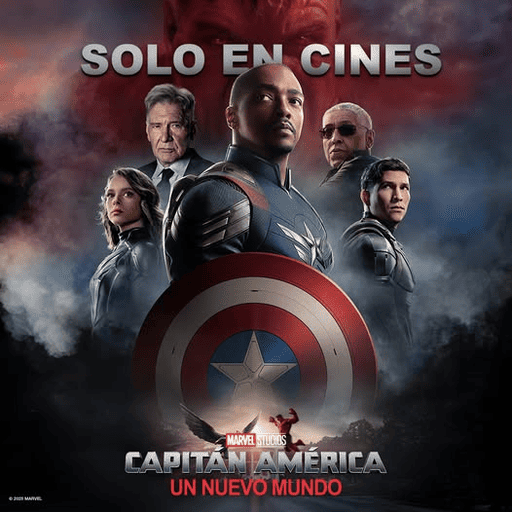 SOLO EN CINES
MARVEL STUDIOS
CAPITÁN AMÉRICA
UN NUEVO MUNDO
© 2025 MARVEL